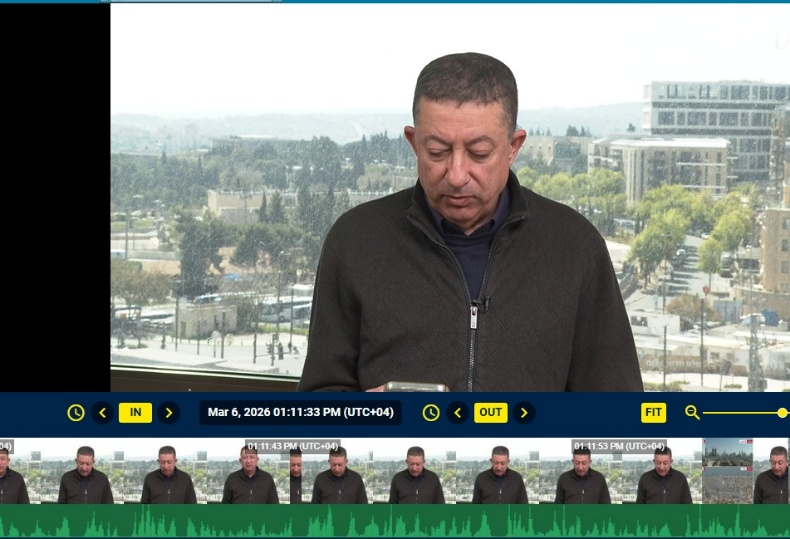 IN
Mar 6, 2026 01:11:33 PM (UTC+04)
OUT
FIT
04)
01:11:43 PM (UTC+04)
01:11:53 PM (UTC+04)